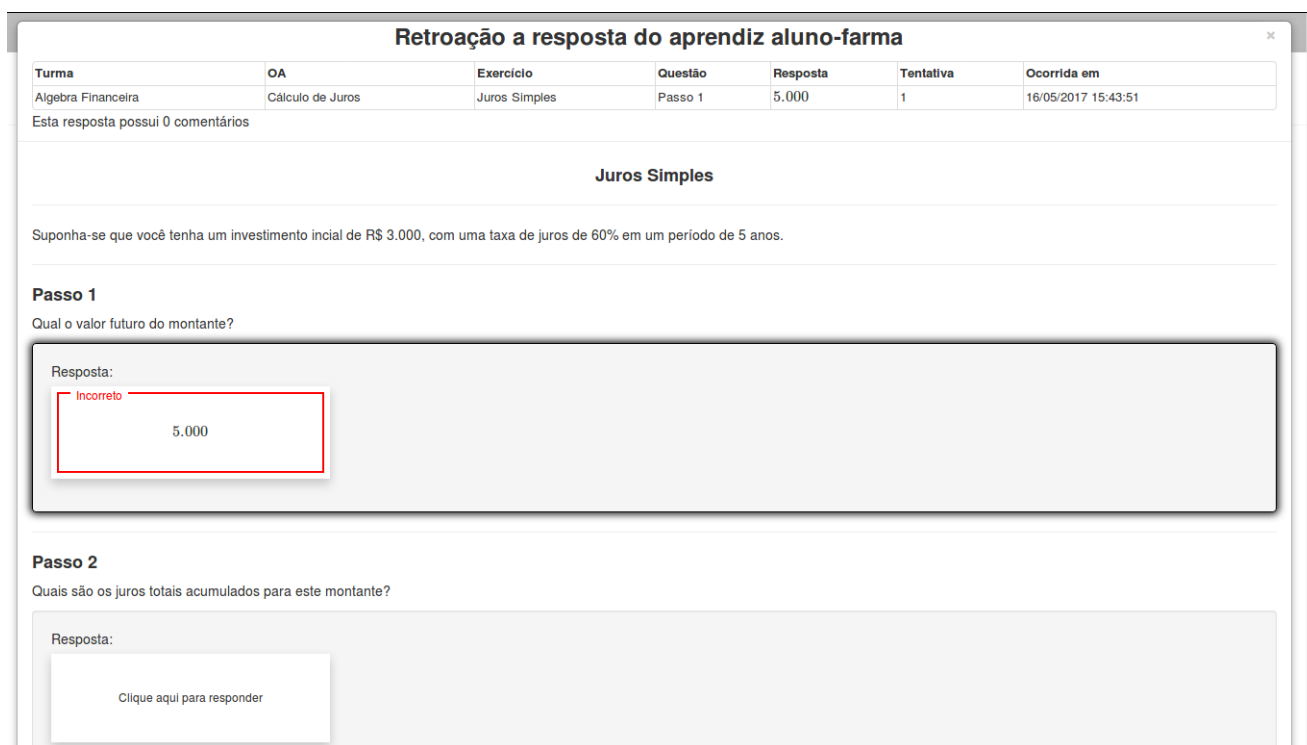 Retroação a resposta do aprendiz aluno-farma ×
Turma OA Exercício Questão Resposta Tentativa Ocorrida em
Algebra Financeira Cálculo de Juros Juros Simples Passo 1 5.000 1 16/05/2017 15:43:51
Esta resposta possui 0 comentários
Juros Simples
Suponha-se que você tenha um investimento incial de R$ 3.000, com uma taxa de juros de 60% em um período de 5 anos.
Passo 1
Qual o valor futuro do montante?
Resposta:
Incorreto
5.000
Passo 2
Quais são os juros totais acumulados para este montante?
Resposta:
Clique aqui para responder